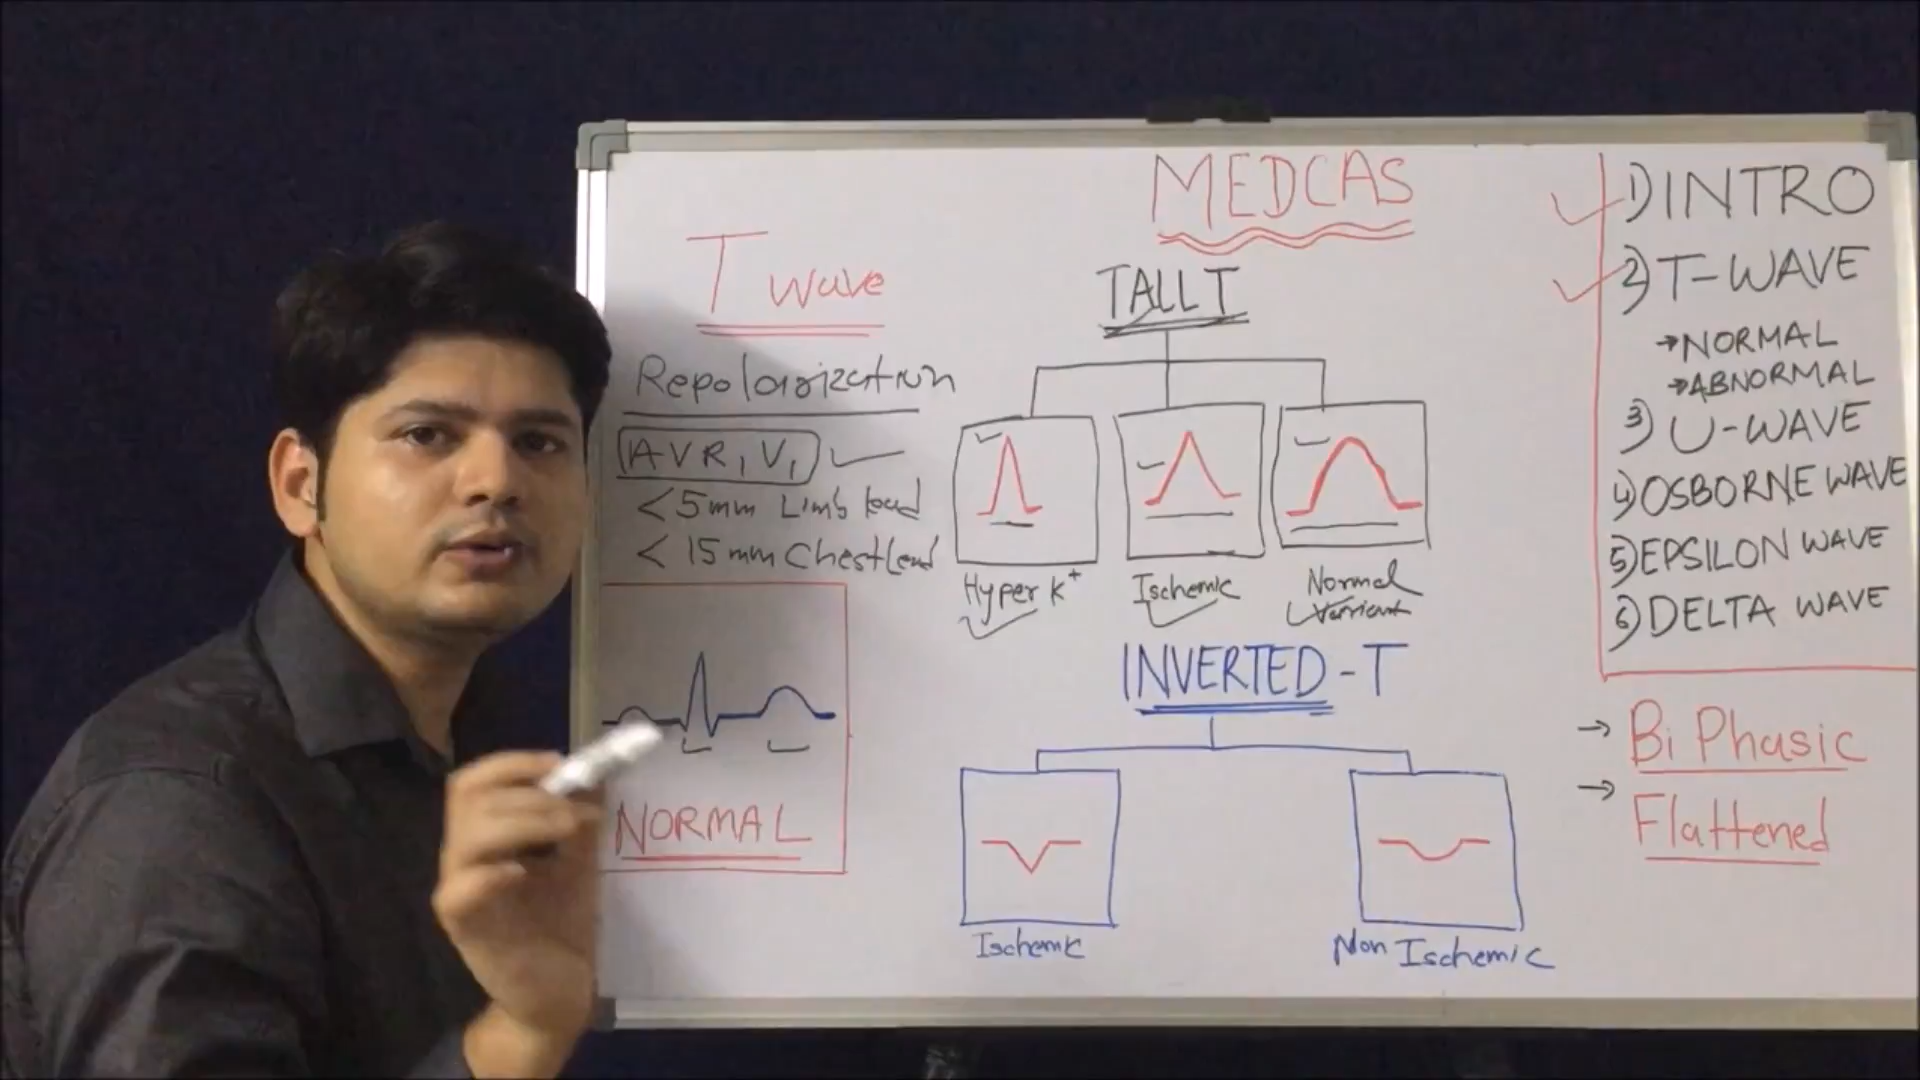 MEDCAS
T wave
Repolarization
AVR, V1
<5mm Limb lead
<15mm Chest Lead
NORMAL
TALL T
Hyper K+
Ischemic
Normal
Varriant
INVERTED-T
Ischemic
Non Ischemic
1) INTRO
2) T-WAVE
→NORMAL
→ABNORMAL
3) U-WAVE
4) OSBORNE WAVE
5) EPSILON WAVE
6) DELTA WAVE
→ Bi Phasic
→ Flattened